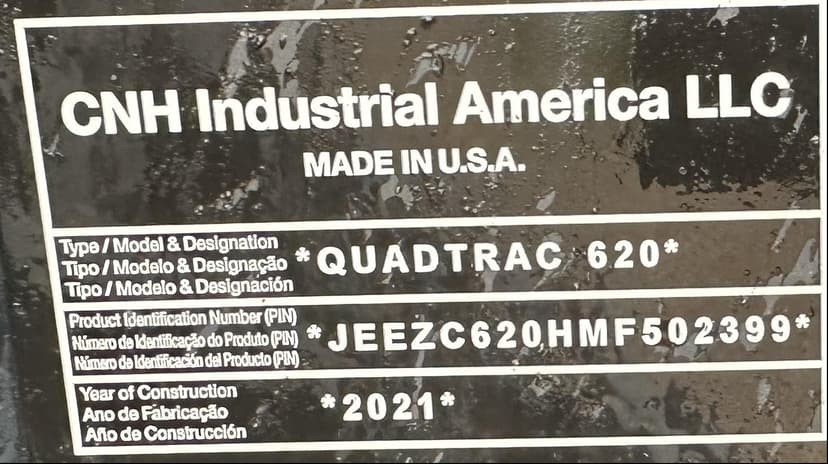 CNH Industrial America LLC
MADE IN U.S.A.
Type / Model & Designation
Tipo / Modelo & Designação
Tipo / Modelo & Designación
*QUADTRAC 620*
Product Identification Number (PIN)
Número de Identificação do Produto (PIN)
Número de Identificación del Producto (PIN)
*JEEZC620HMF502399*
Year of Construction
Ano de Fabricação
Año de Construcción
*2021*